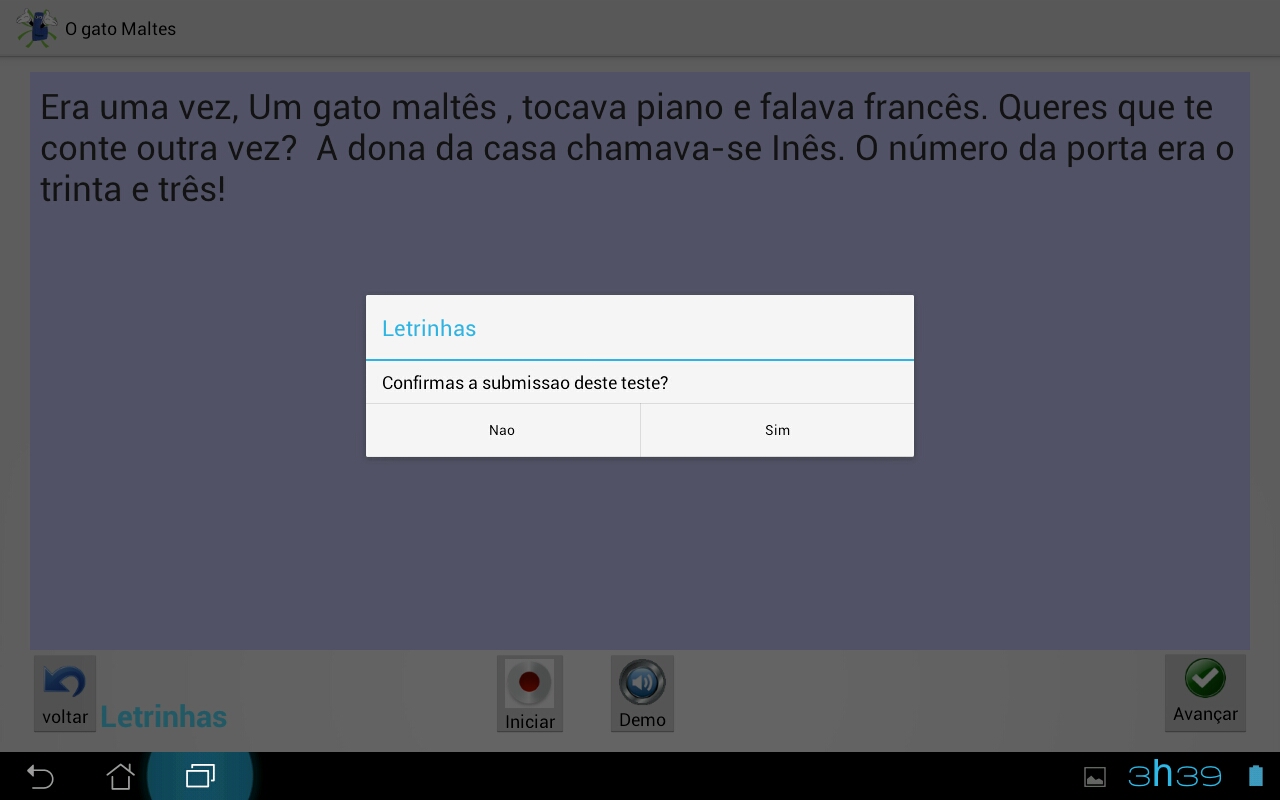 O gato Maltes
Era uma vez, Um gato maltês , tocava piano e falava francês. Queres que te
conte outra vez?  A dona da casa chamava-se Inês. O número da porta era o
trinta e três!
Letrinhas
Confirmas a submissao deste teste?
Nao
Sim
voltar
Letrinhas
Iniciar
Demo
Avançar
3h39